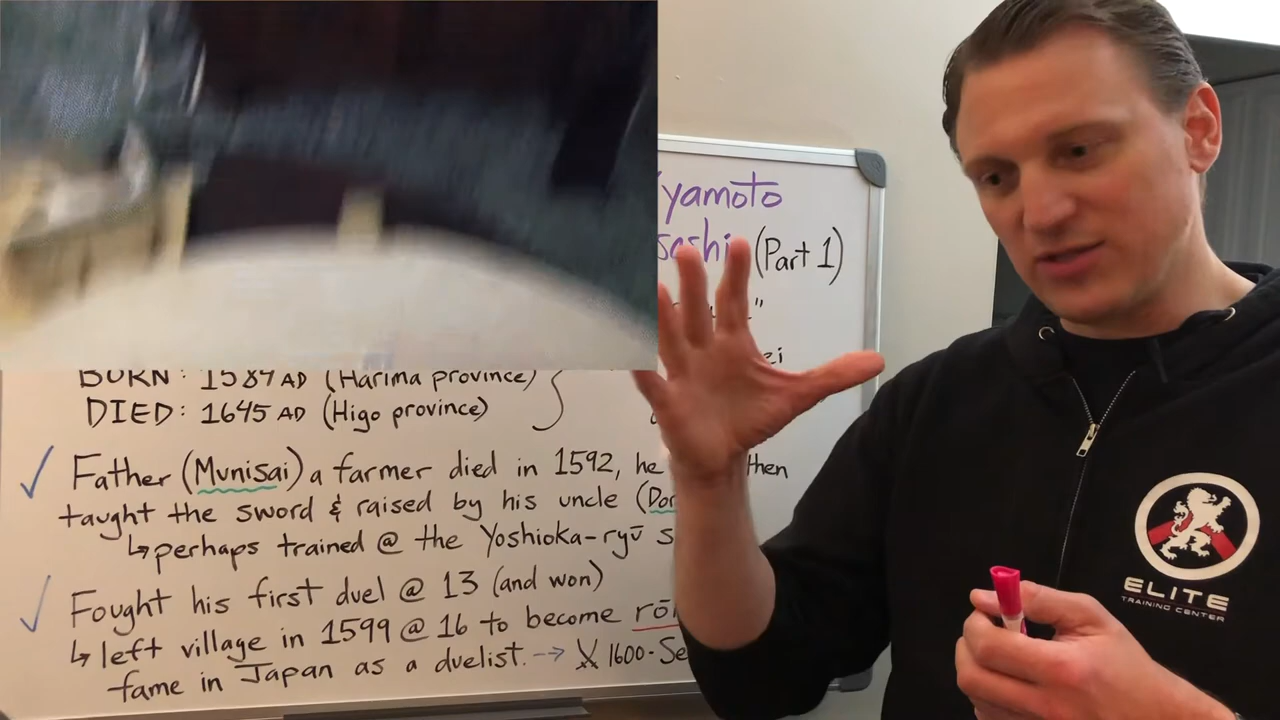 yamoto
(Part 1)
BORN: 1584 AD (Harima province)
DIED: 1645 AD (Higo province)
Father (Munisai) a farmer died in 1592, he then
taught the sword & raised by his uncle (Dor
↳ perhaps trained @ the Yoshioka-ryū s
Fought his first duel @ 13 (and won)
↳ left village in 1599 @ 16 to become rō
fame in Japan as a duelist. → ⚔ 1600-Se
ELITE
TRAINING CENTER